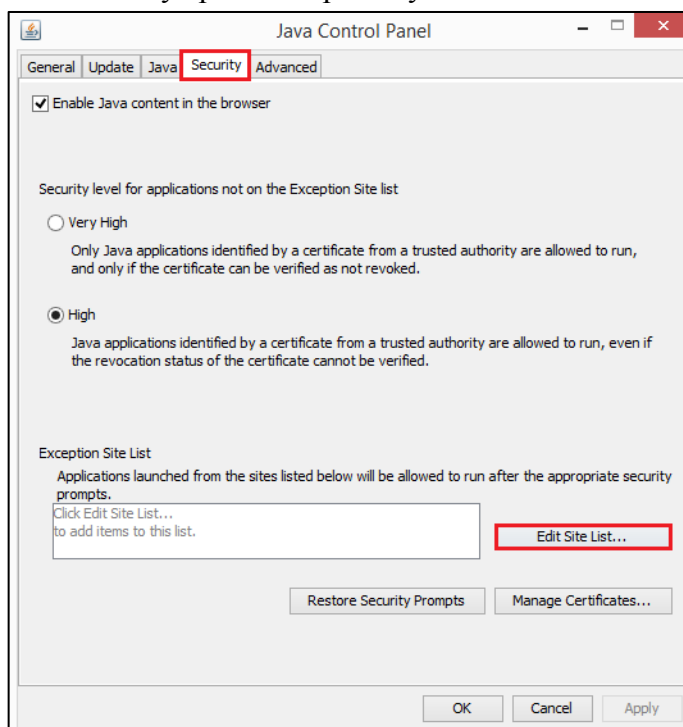 Java Control Panel
General Update Java Security Advanced
Enable Java content in the browser
Security level for applications not on the Exception Site list
Very High
Only Java applications identified by a certificate from a trusted authority are allowed to run,
and only if the certificate can be verified as not revoked.
High
Java applications identified by a certificate from a trusted authority are allowed to run, even if
the revocation status of the certificate cannot be verified.
Exception Site List
Applications launched from the sites listed below will be allowed to run after the appropriate security
prompts.
Click Edit Site List...
to add items to this list.
Edit Site List...
Restore Security Prompts Manage Certificates...
OK Cancel Apply